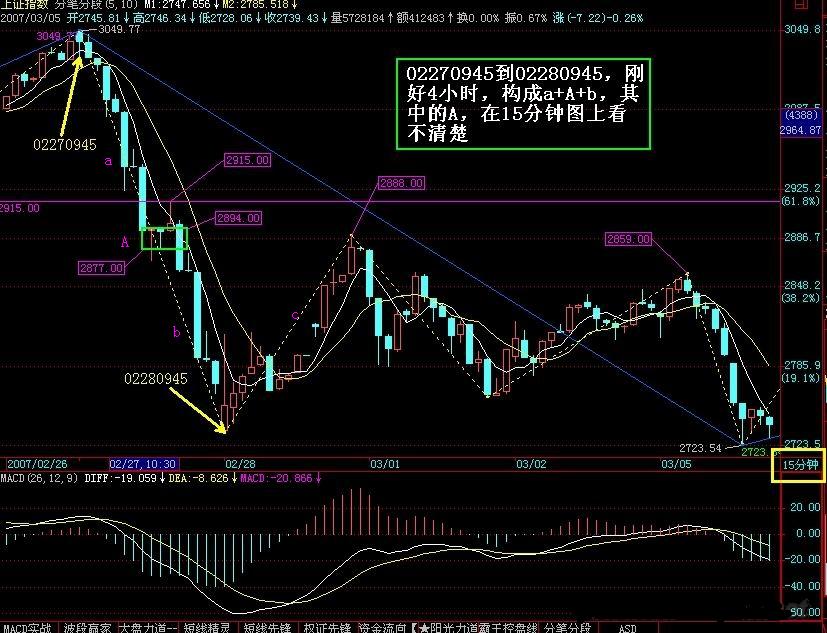 上证指数 分笔分段(5,10) M1:2747.656↓M2:2785.518↓
2007/03/05 开2745.81↓高2746.34↓低2728.06↓收2739.43↓量5728184↑额412483↑换0.00% 振0.67% 涨(-7.22)-0.26%
3049.77
3049.77
3049.8
02270945到02280945，刚
好4小时，构成a+A+b，其
中的A，在15分钟图上看
不清楚
2987.5
(4388)
2964.87
02270945
a
2915.00
2925.2
(61.8%)
2888.00
2915.00
2894.00
A
2859.00
2886.7
2877.00
2848.2
(38.2%)
c
b
2785.9
(19.1%)
02280945
2723.54
2723.5
2723.5
2007/02/26
02/27,10:30
02/28
03/01
03/02
03/05
15分钟
MACD(26,12,9) DIFF:-19.059↓DEA:-8.626↓MACD:-20.866↓
20.00
0.00
-20.00
-40.00
50.00
MACD实战 波段赢家 大盘力道-- 短线精灵 短线先锋 权证先锋 资金流向【★阳光力道霸王控盘线 分笔分段 ASD